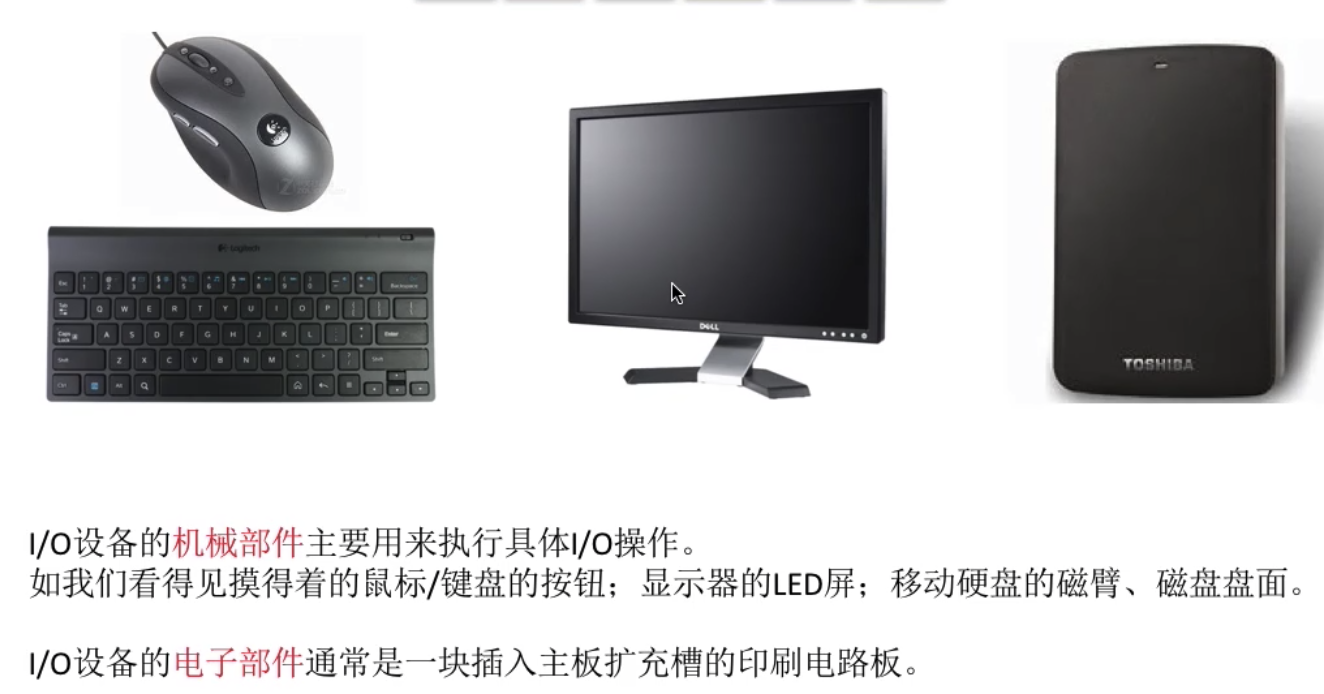 Logitech
Esc
Backspace
Tab
Q W E R T Y U I O P
Caps Lock
A S D F G H J K L
Enter
Shift
Z X C V B N M
Shift
Ctrl
Alt
DELL
TOSHIBA
I/O设备的机械部件主要用来执行具体I/O操作。
如我们看得见摸得着的鼠标/键盘的按钮；显示器的LED屏；移动硬盘的磁臂、磁盘盘面。
I/O设备的电子部件通常是一块插入主板扩充槽的印刷电路板。